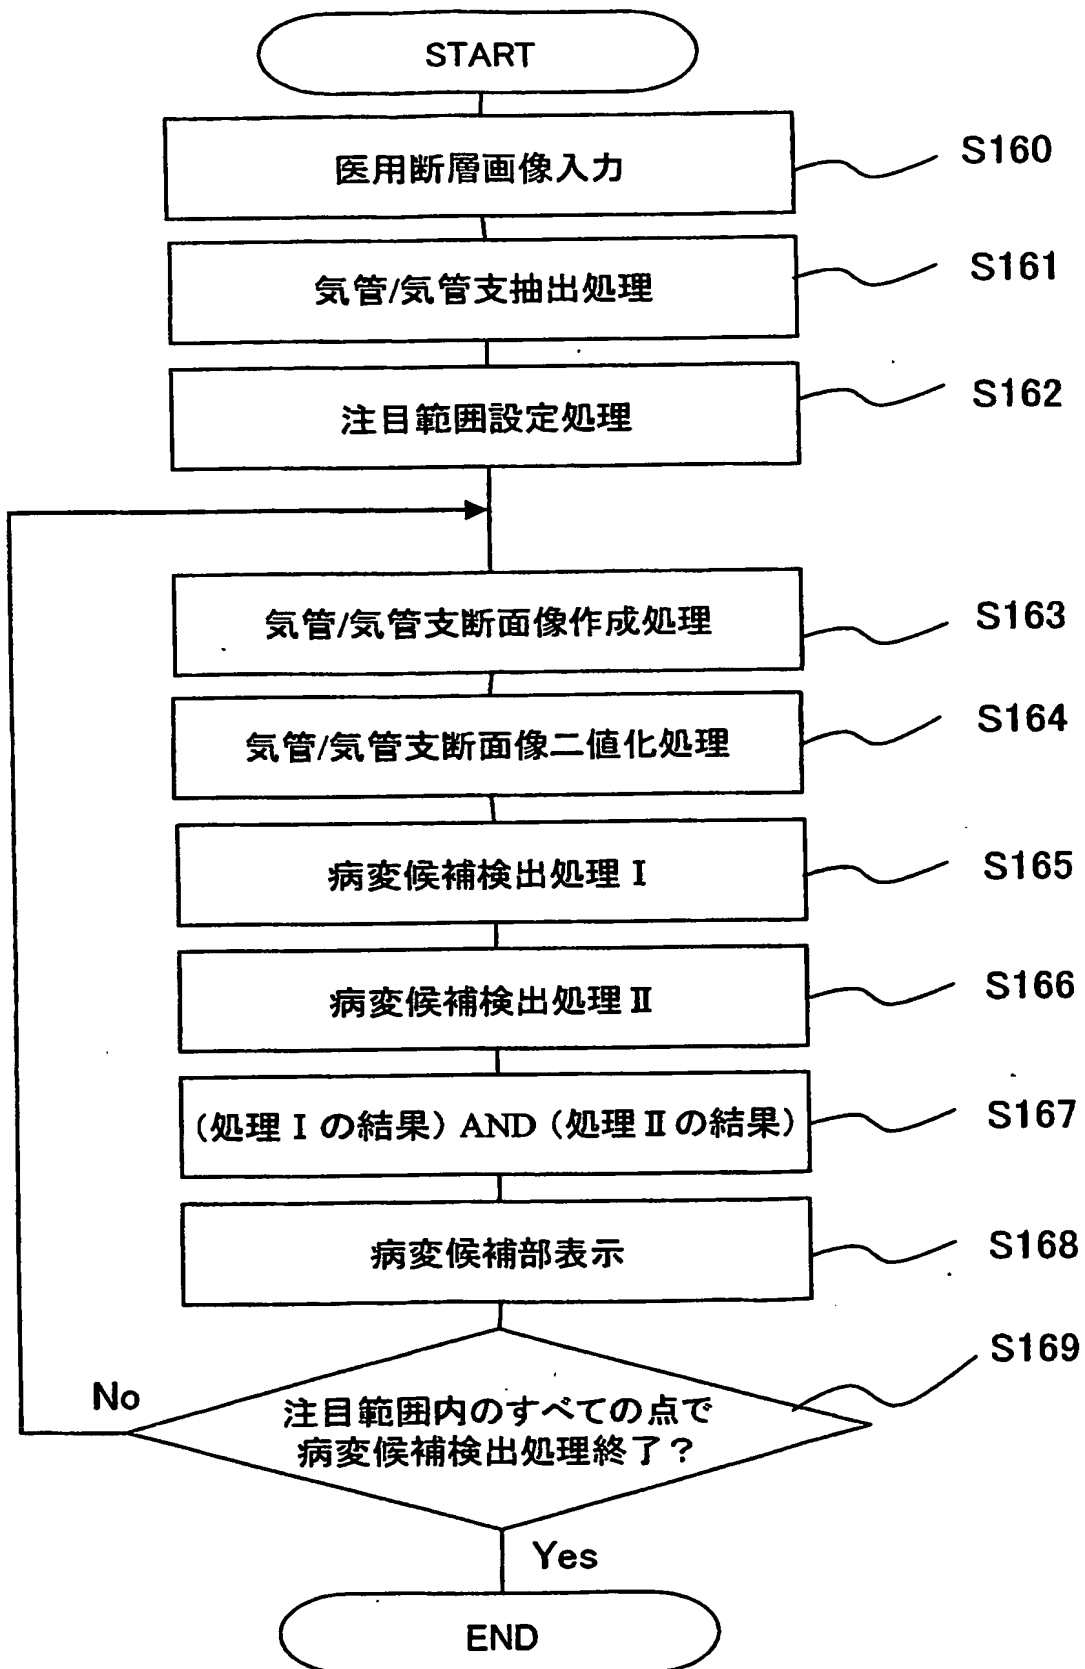 START
医用断層画像入力
S160
気管/気管支抽出処理
S161
注目範囲設定処理
S162
気管/気管支断面像作成処理
S163
気管/気管支断面像二値化処理
S164
病変候補検出処理Ⅰ
S165
病変候補検出処理Ⅱ
S166
(処理Ⅰの結果) AND (処理Ⅱの結果)
S167
病変候補部表示
S168
S169
No
注目範囲内のすべての点で
病変候補検出処理終了？
Yes
END